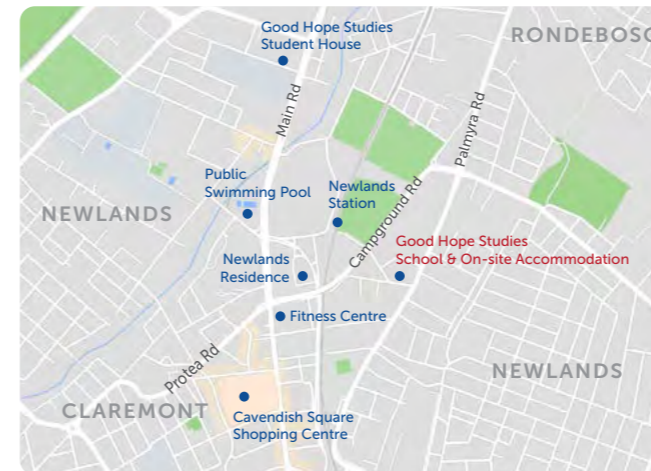 Good Hope Studies
Student House
RONDEBOSC
Main Rd
Palmyra Rd
Public
Swimming Pool
Newlands
Station
NEWLANDS
Campground Rd
Good Hope Studies
School & On-site Accommodation
Newlands
Residence
Fitness Centre
Protea Rd
NEWLANDS
CLAREMONT
Cavendish Square
Shopping Centre